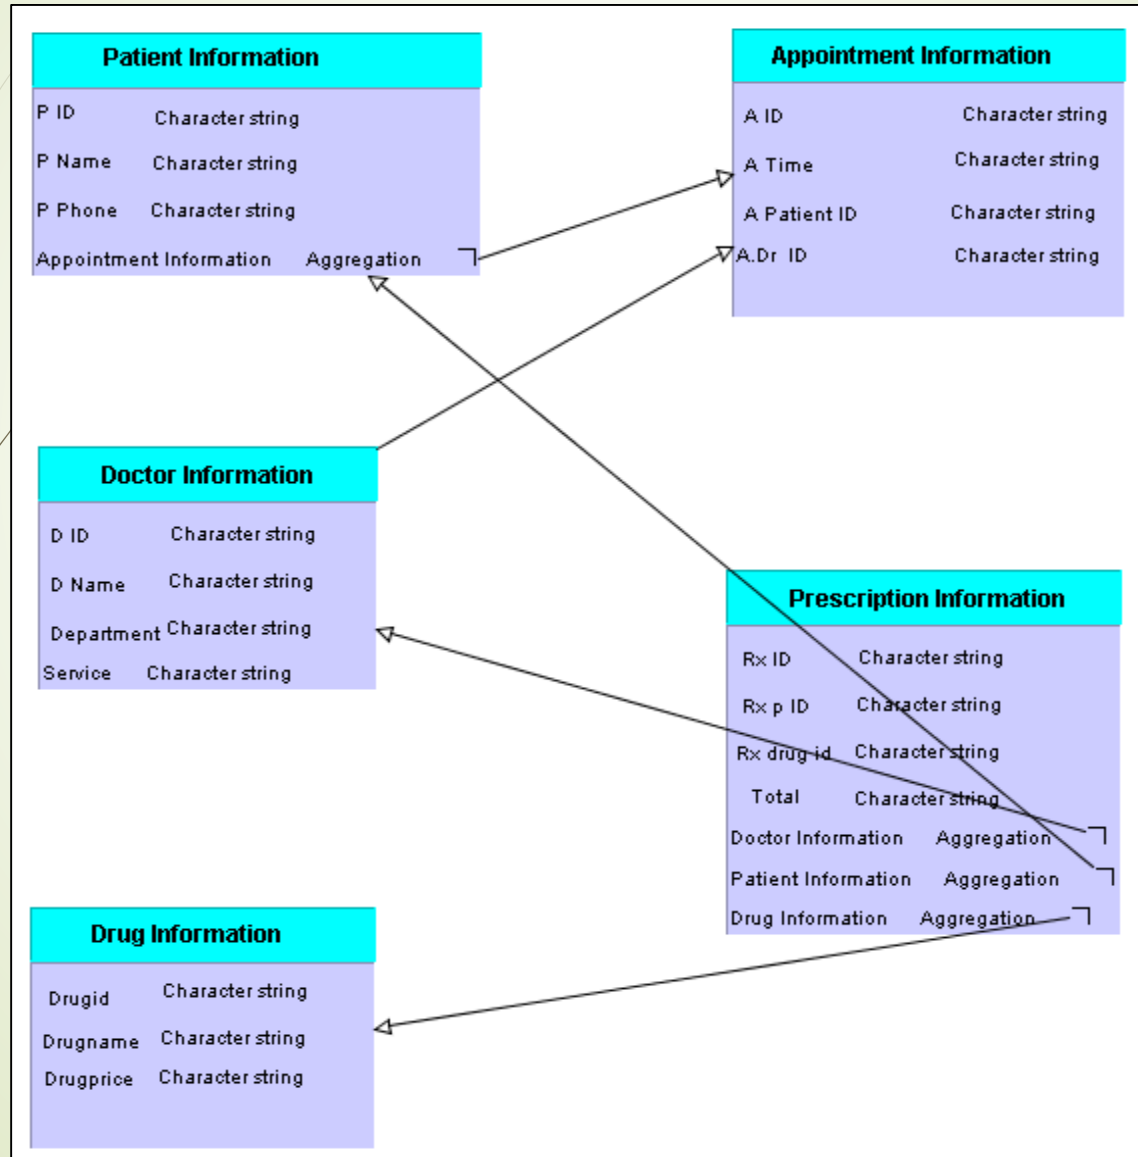 Patient Information
P ID Character string
P Name Character string
P Phone Character string
Appointment Information Aggregation
Appointment Information
A ID Character string
A Time Character string
A Patient ID Character string
A.Dr ID Character string
Doctor Information
D ID Character string
D Name Character string
Department Character string
Service Character string
Prescription Information
Rx ID Character string
Rx p ID Character string
Rx drug id Character string
Total Character string
Doctor Information Aggregation
Patient Information Aggregation
Drug Information Aggregation
Drug Information
Drugid Character string
Drugname Character string
Drugprice Character string